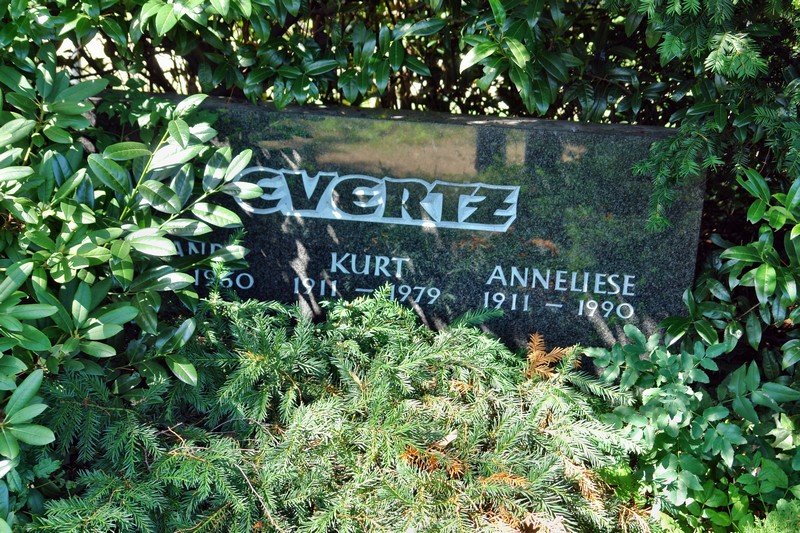 EVERTZ
KURT
1911 – 1979
ANNELIESE
1911 – 1990